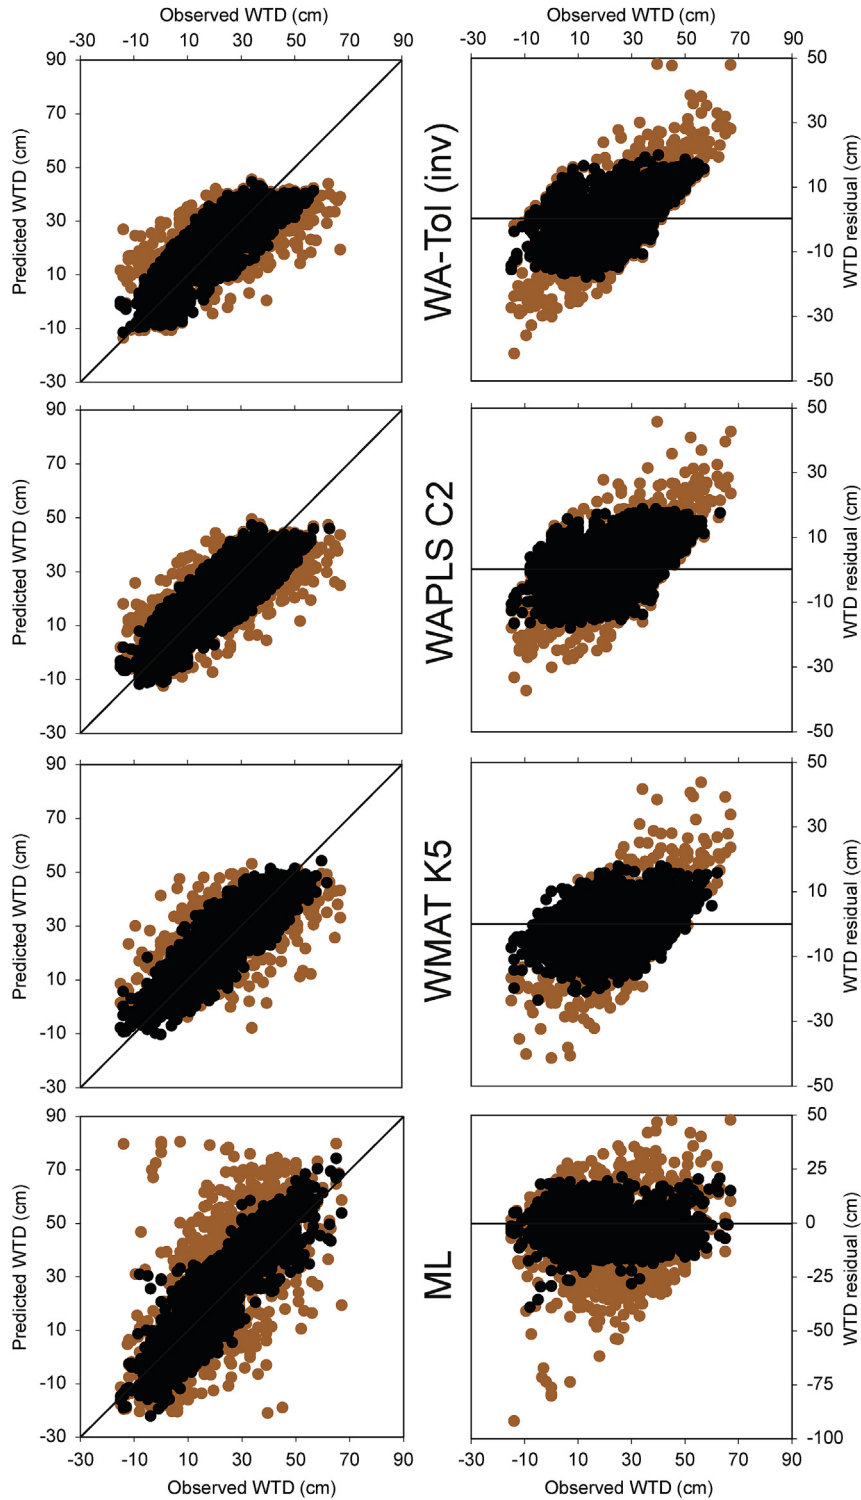 Observed WTD (cm)
Observed WTD (cm)
-30 -10 10 30 50 70 90
-30 -10 10 30 50 70 90
90
70
50
30
10
-10
-30
Predicted WTD (cm)
WA-Tol (inv)
50
30
10
-10
-30
-50
WTD residual (cm)
90
70
50
30
10
-10
-30
Predicted WTD (cm)
WAPLS C2
50
30
10
-10
-30
-50
WTD residual (cm)
90
70
50
30
10
-10
-30
Predicted WTD (cm)
WMAT K5
50
30
10
-10
-30
-50
WTD residual (cm)
90
70
50
30
10
-10
-30
Predicted WTD (cm)
ML
50
25
0
-25
-50
-75
-100
WTD residual (cm)
-30 -10 10 30 50 70 90
-30 -10 10 30 50 70 90
Observed WTD (cm)
Observed WTD (cm)